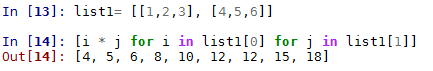 In [13]: list1= [[1,2,3], [4,5,6]]
In [14]: [i * j for i in list1[0] for j in list1[1]]
Out[14]: [4, 5, 6, 8, 10, 12, 12, 15, 18]